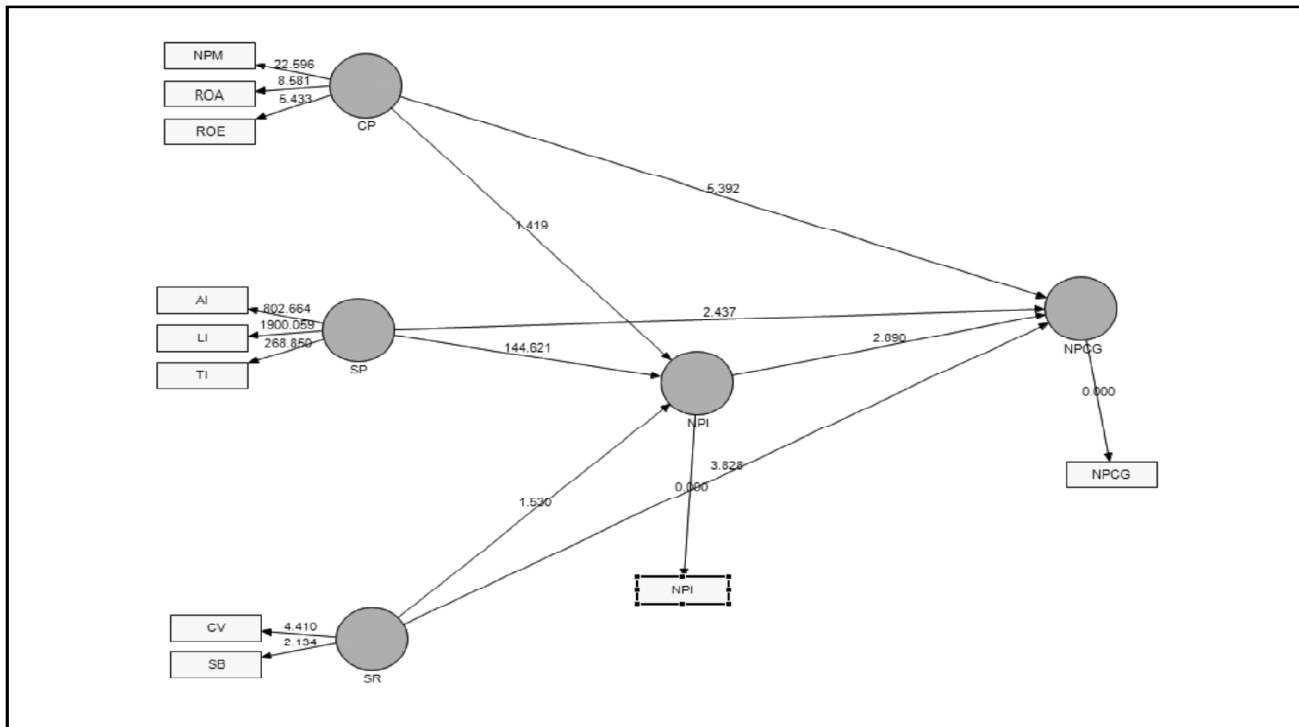 NPM
22.596
8.581
ROA
5.433
ROE
CP
5.392
1.419
AI
802.664
1900.059
LI
268.850
TI
SP
2.437
144.621
2.890
NPCG
NPI
0.000
3.828
NPCG
0.000
1.530
NPI
CV
4.410
2.134
SB
SR